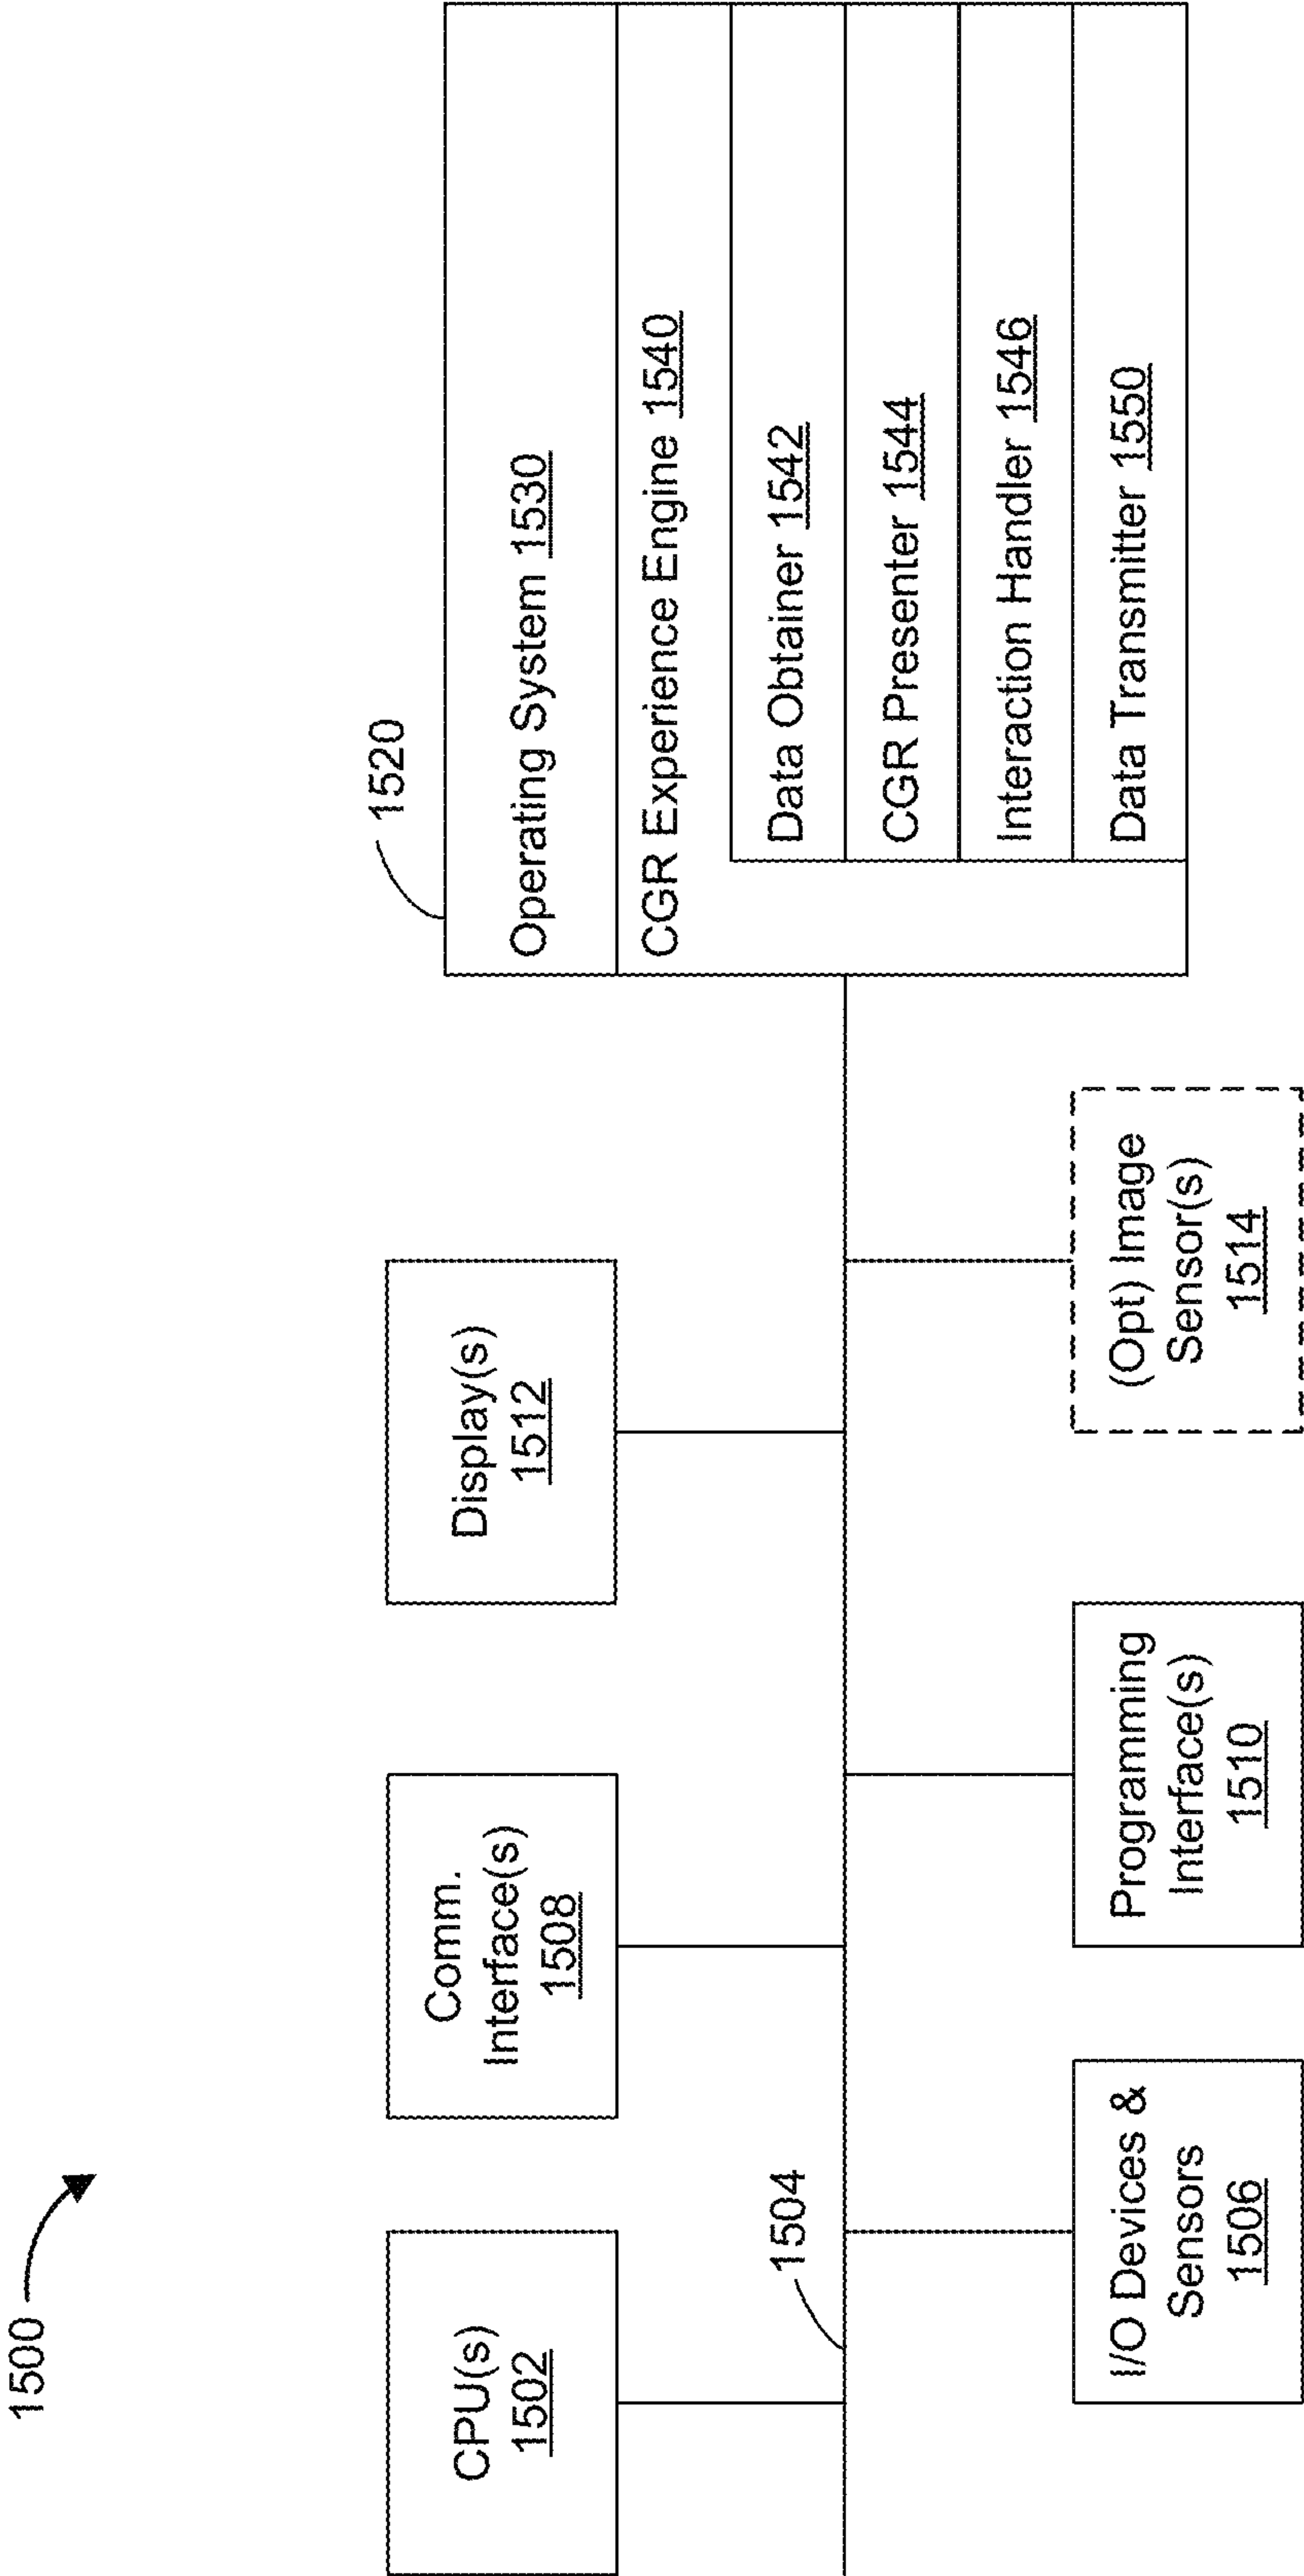 1500
CPU(s)
1502
Comm.
Interface(s)
1508
Display(s)
1512
1520
Operating System 1530
CGR Experience Engine 1540
Data Obtainer 1542
CGR Presenter 1544
Interaction Handler 1546
Data Transmitter 1550
1504
I/O Devices &
Sensors
1506
Programming
Interface(s)
1510
(Opt) Image
Sensor(s)
1514